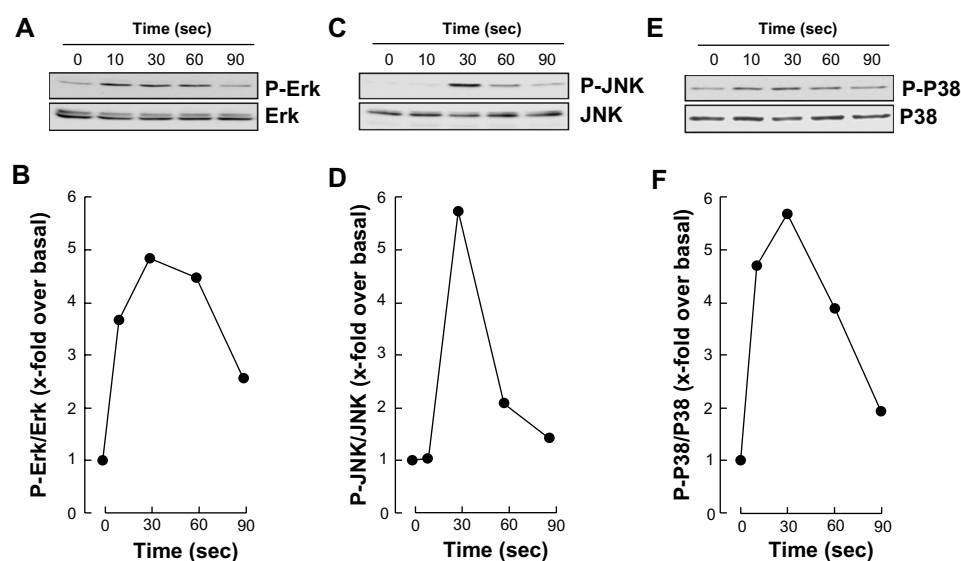 A
Time (sec)
0 10 30 60 90
P-Erk
Erk
C
Time (sec)
0 10 30 60 90
P-JNK
JNK
E
Time (sec)
0 10 30 60 90
P-P38
P38
B
P-Erk/Erk (x-fold over basal)
6
5
4
3
2
1
0
0 30 60 90
Time (sec)
D
P-JNK/JNK (x-fold over basal)
6
5
4
3
2
1
0
0 30 60 90
Time (sec)
F
P-P38/P38 (x-fold over basal)
6
5
4
3
2
1
0
0 30 60 90
Time (sec)